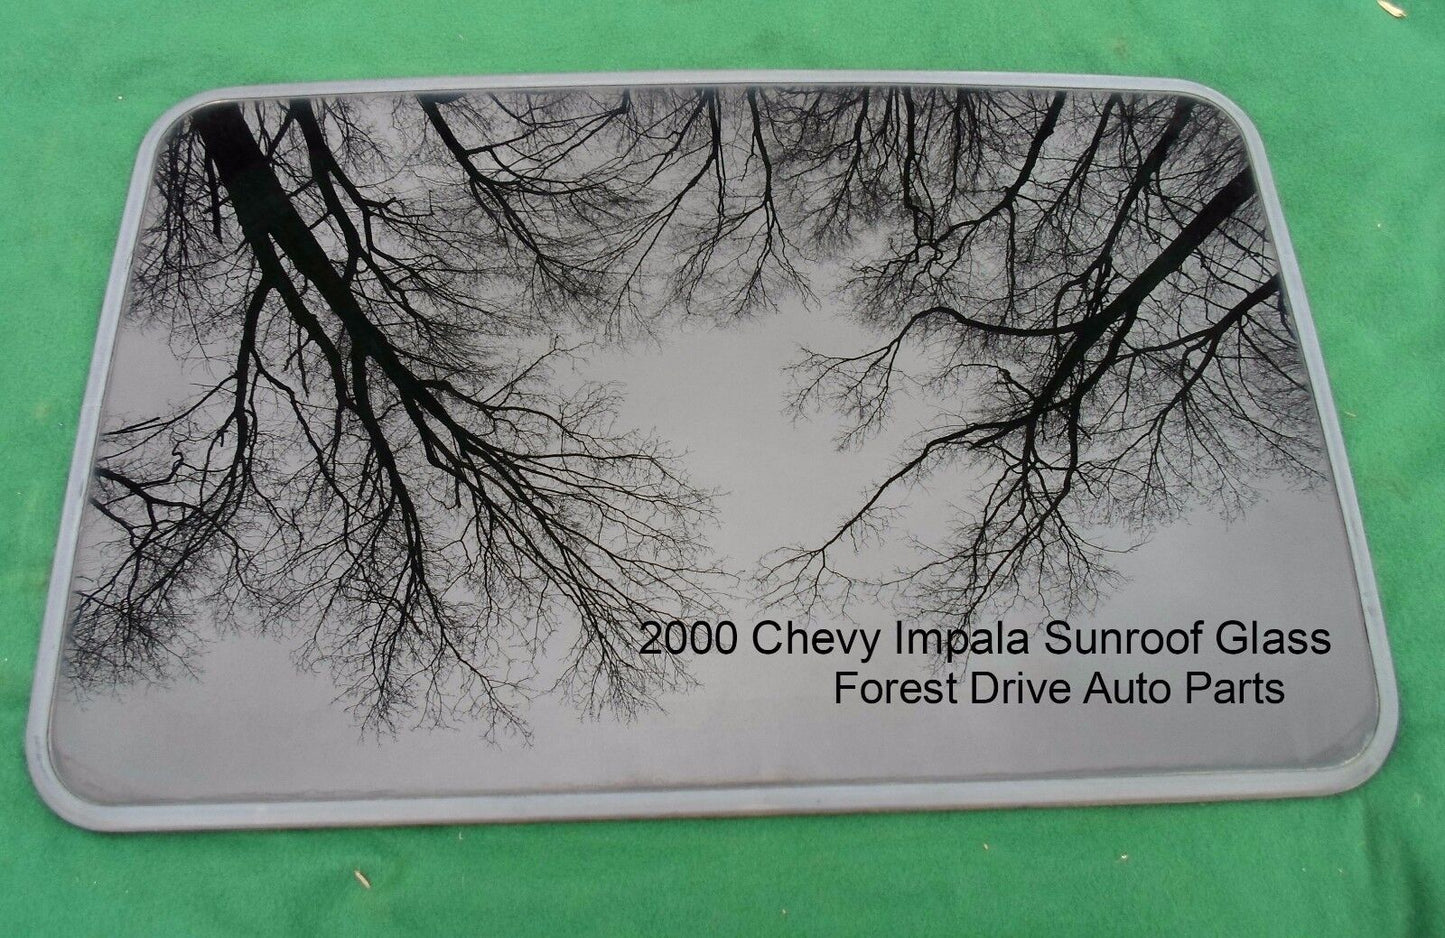 2000 Chevy Impala Sunroof Glass
Forest Drive Auto Parts